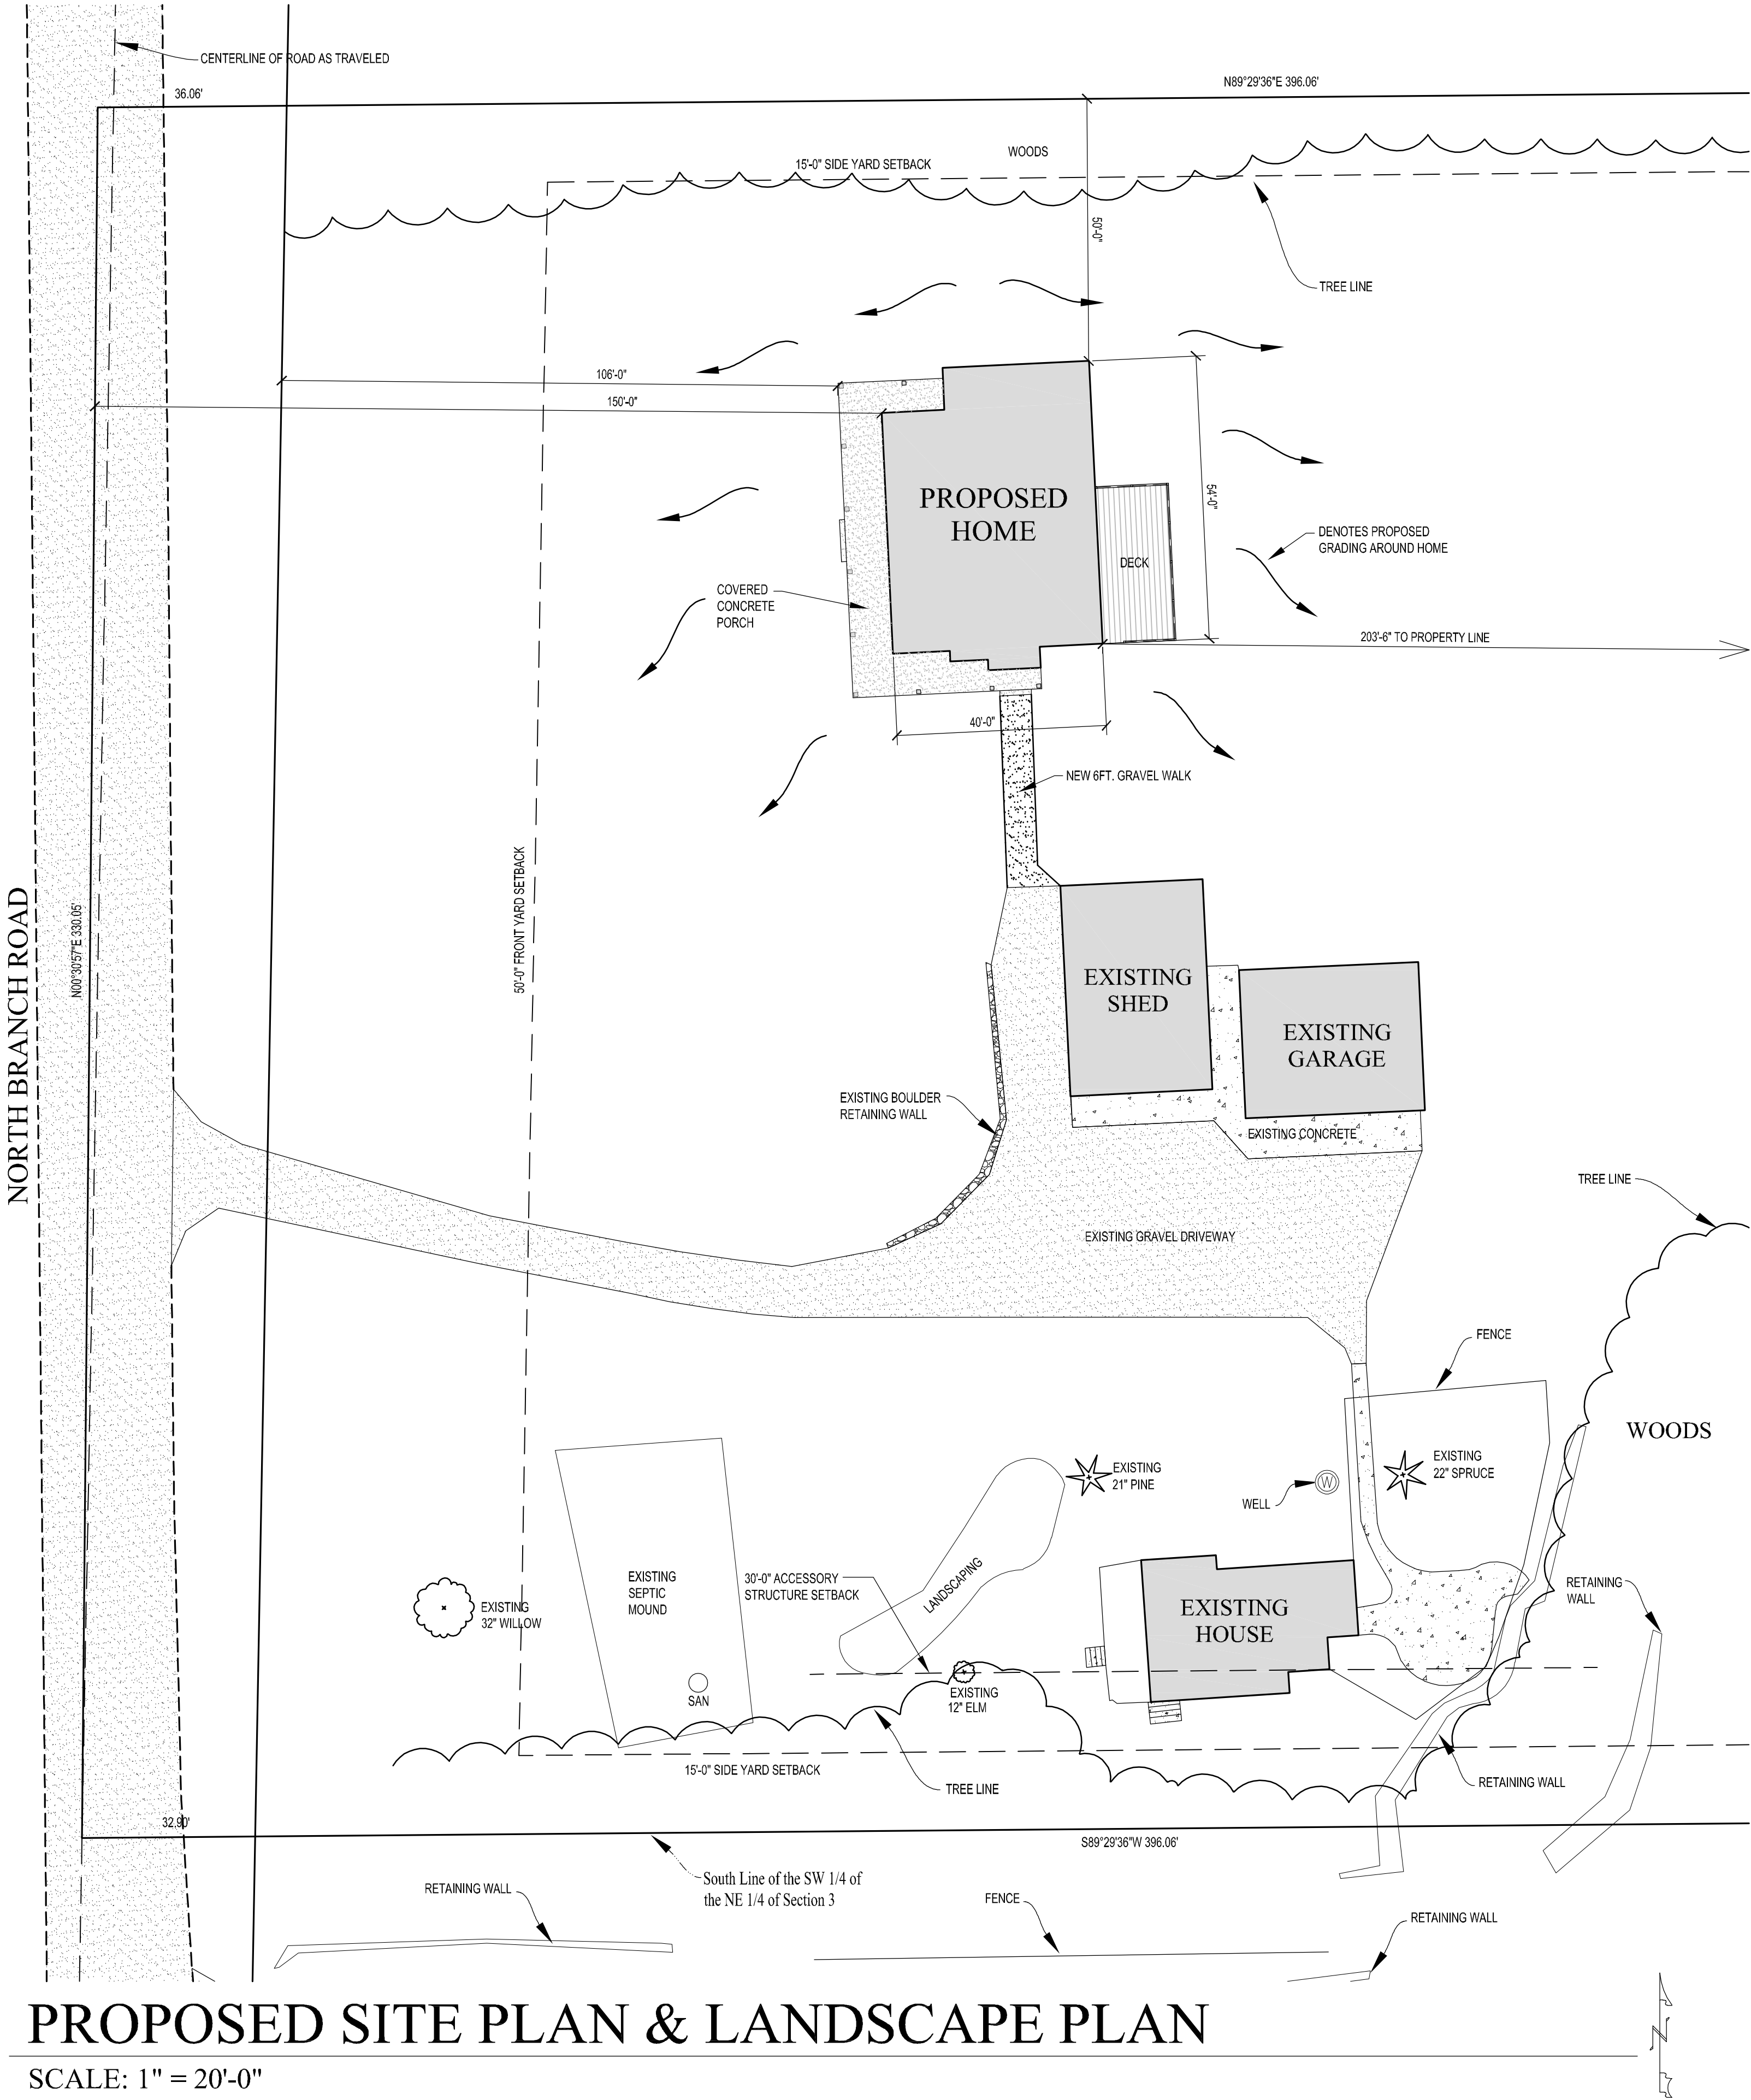 CENTERLINE OF ROAD AS TRAVELED
36.06'
N89°29'36"E 396.06'
WOODS
15'-0" SIDE YARD SETBACK
50'-0"
TREE LINE
106'-0"
150'-0"
PROPOSED
HOME
54'-0"
DECK
DENOTES PROPOSED
GRADING AROUND HOME
COVERED
CONCRETE
PORCH
203'-6" TO PROPERTY LINE
40'-0"
NEW 6FT. GRAVEL WALK
50'-0" FRONT YARD SETBACK
N00°30'57"E 330.05'
NORTH BRANCH ROAD
EXISTING
SHED
EXISTING
GARAGE
EXISTING BOULDER
RETAINING WALL
EXISTING CONCRETE
TREE LINE
EXISTING GRAVEL DRIVEWAY
FENCE
WOODS
EXISTING
21" PINE
EXISTING
22" SPRUCE
W
WELL
EXISTING
SEPTIC
MOUND
30'-0" ACCESSORY
STRUCTURE SETBACK
LANDSCAPING
RETAINING
WALL
EXISTING
32" WILLOW
EXISTING
HOUSE
SAN
EXISTING
12" ELM
15'-0" SIDE YARD SETBACK
TREE LINE
RETAINING WALL
32.90'
S89°29'36"W 396.06'
South Line of the SW 1/4 of
the NE 1/4 of Section 3
RETAINING WALL
FENCE
RETAINING WALL
PROPOSED SITE PLAN & LANDSCAPE PLAN
N
SCALE: 1" = 20'-0"